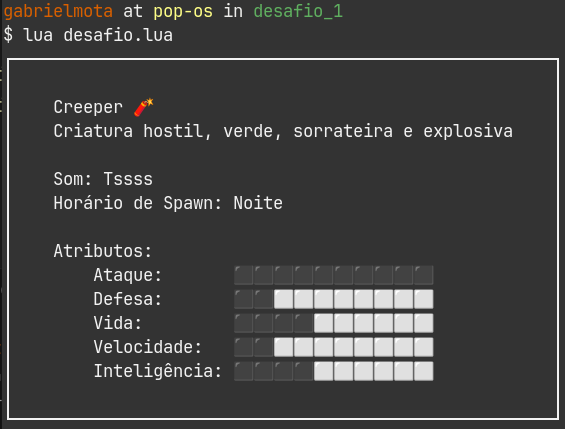 gabrielmota at pop-os in desafio_1
$ lua desafio.lua
Creeper 🧨
Criatura hostil, verde, sorrateira e explosiva
Som: Tssss
Horário de Spawn: Noite
Atributos:
Ataque: ⬛⬛⬛⬛⬛⬛⬛⬛⬛⬛
Defesa: ⬛⬛⬜⬜⬜⬜⬜⬜⬜⬜
Vida: ⬛⬛⬛⬛⬜⬜⬜⬜⬜⬜
Velocidade: ⬛⬛⬜⬜⬜⬜⬜⬜⬜⬜
Inteligência: ⬛⬛⬛⬛⬜⬜⬜⬜⬜⬜